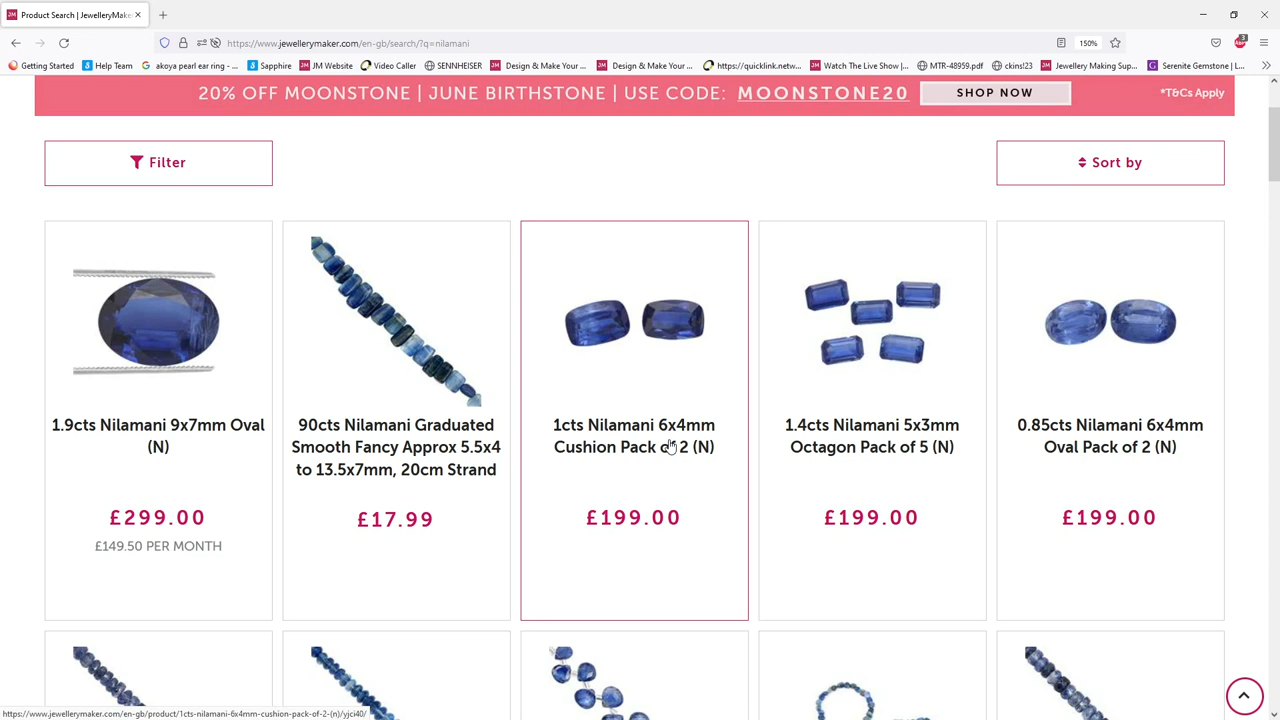 Product Search | JewelleryMake
https://www.jewellerymaker.com/en-gb/search/?q=nilamani
150%
3
Getting Started
Help Team
akoya pearl ear ring - ...
Sapphire
JM Website
Video Caller
SENNHEISER
Design & Make Your ...
Design & Make Your ...
https://quicklink.netw...
Watch The Live Show |...
MTR-48959.pdf
ckins!23
Jewellery Making Sup...
Serenite Gemstone | L...
20% OFF MOONSTONE | JUNE BIRTHSTONE | USE CODE: MOONSTONE20
SHOP NOW
*T&Cs Apply
Filter
Sort by
1.9cts Nilamani 9x7mm Oval
(N)
£299.00
£149.50 PER MONTH
90cts Nilamani Graduated
Smooth Fancy Approx 5.5x4
to 13.5x7mm, 20cm Strand
£17.99
1cts Nilamani 6x4mm
Cushion Pack of 2 (N)
£199.00
1.4cts Nilamani 5x3mm
Octagon Pack of 5 (N)
£199.00
0.85cts Nilamani 6x4mm
Oval Pack of 2 (N)
£199.00
https://www.jewellerymaker.com/en-gb/product/1cts-nilamani-6x4mm-cushion-pack-of-2-(n)/yjci40/